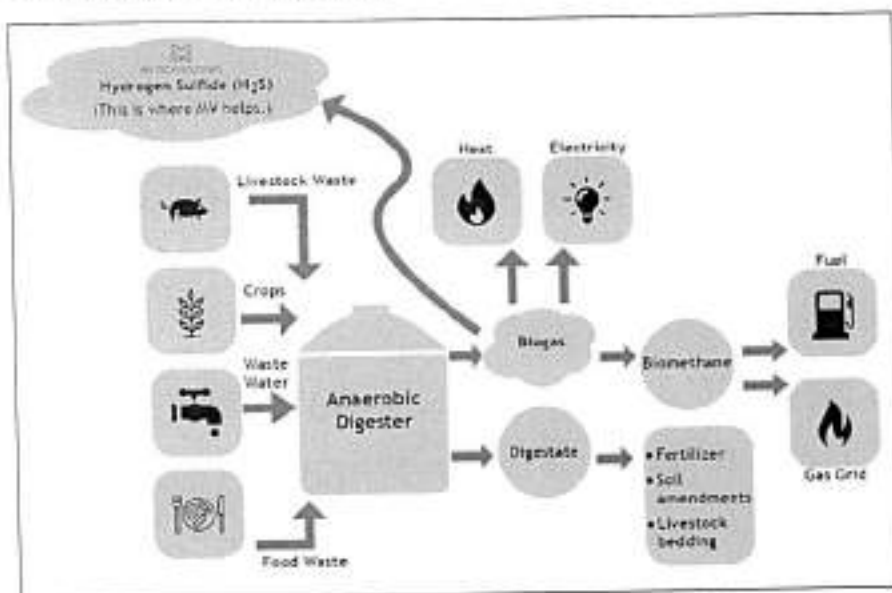 Hydrogen Sulfide (H2S)
(This is where MV helps.)
Heat
Electricity
Livestock Waste
Fuel
Crops
Biogas
Biomethane
Waste
Water
Anaerobic
Digester
Digestate
• Fertilizer
• Soil
amendments
• Livestock
bedding
Gas Grid
Food Waste